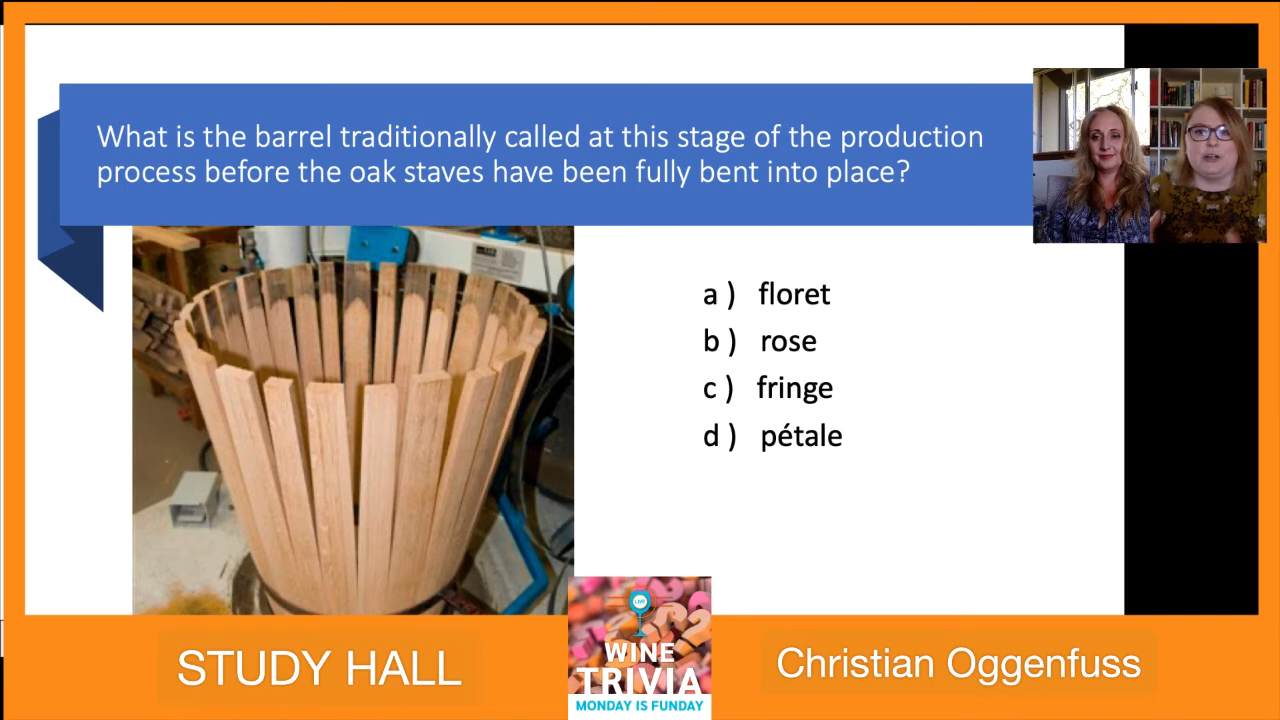 What is the barrel traditionally called at this stage of the production
process before the oak staves have been fully bent into place?
a ) floret
b ) rose
c ) fringe
d ) pétale
LIVE
WINE
TRIVIA
MONDAY IS FUNDAY
STUDY HALL
Christian Oggenfuss